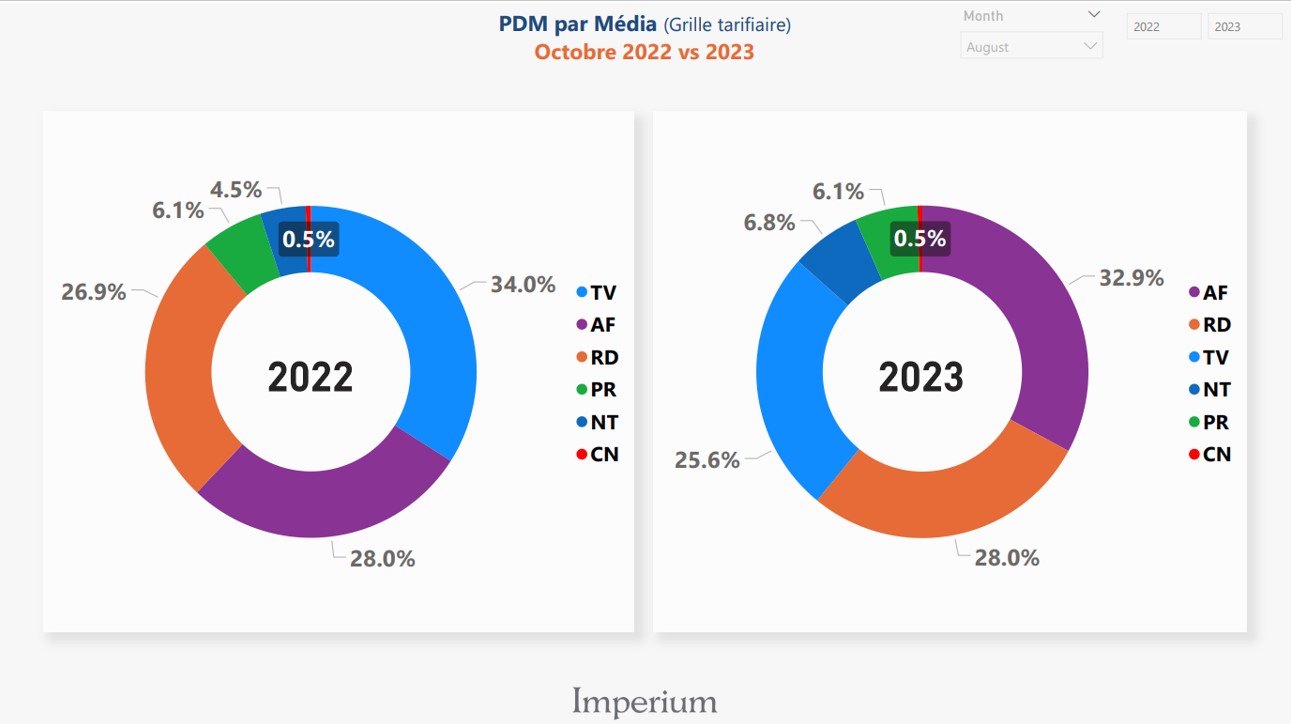 PDM par Média (Grille tarifiaire)
Octobre 2022 vs 2023
Month
August
2022
2023
4.5%
6.1%
0.5%
26.9%
34.0%
2022
28.0%
TV
AF
RD
PR
NT
CN
6.1%
6.8%
0.5%
32.9%
2023
25.6%
28.0%
AF
RD
TV
NT
PR
CN
Imperium